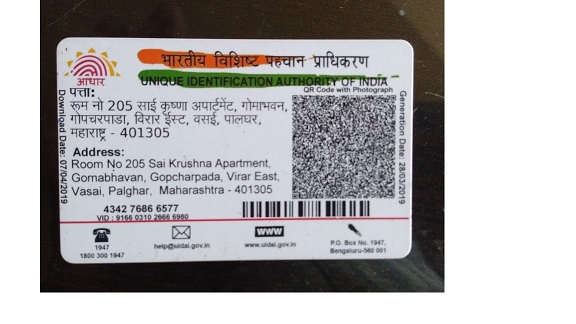 भारतीय विशिष्ट पहचान प्राधिकरण
UNIQUE IDENTIFICATION AUTHORITY OF INDIA
आधार
QR Code with Photograph
पत्ता:
रूम नो 205 साई कृष्णा अपार्टमेंट, गोमाभवन,
गोपचरपाडा, विरार ईस्ट, वसई, पालघर,
महाराष्ट्र - 401305
Address:
Room No 205 Sai Krushna Apartment,
Gomabhavan, Gopcharpada, Virar East,
Vasai, Palghar, Maharashtra - 401305
Download Date: 07/04/2019
Generation Date: 28/03/2019
4342 7686 6577
VID : 9166 0310 2666 6980
1947
1800 300 1947
help@uidai.gov.in
www
www.uidai.gov.in
P.O. Box No. 1947,
Bengaluru-560 001